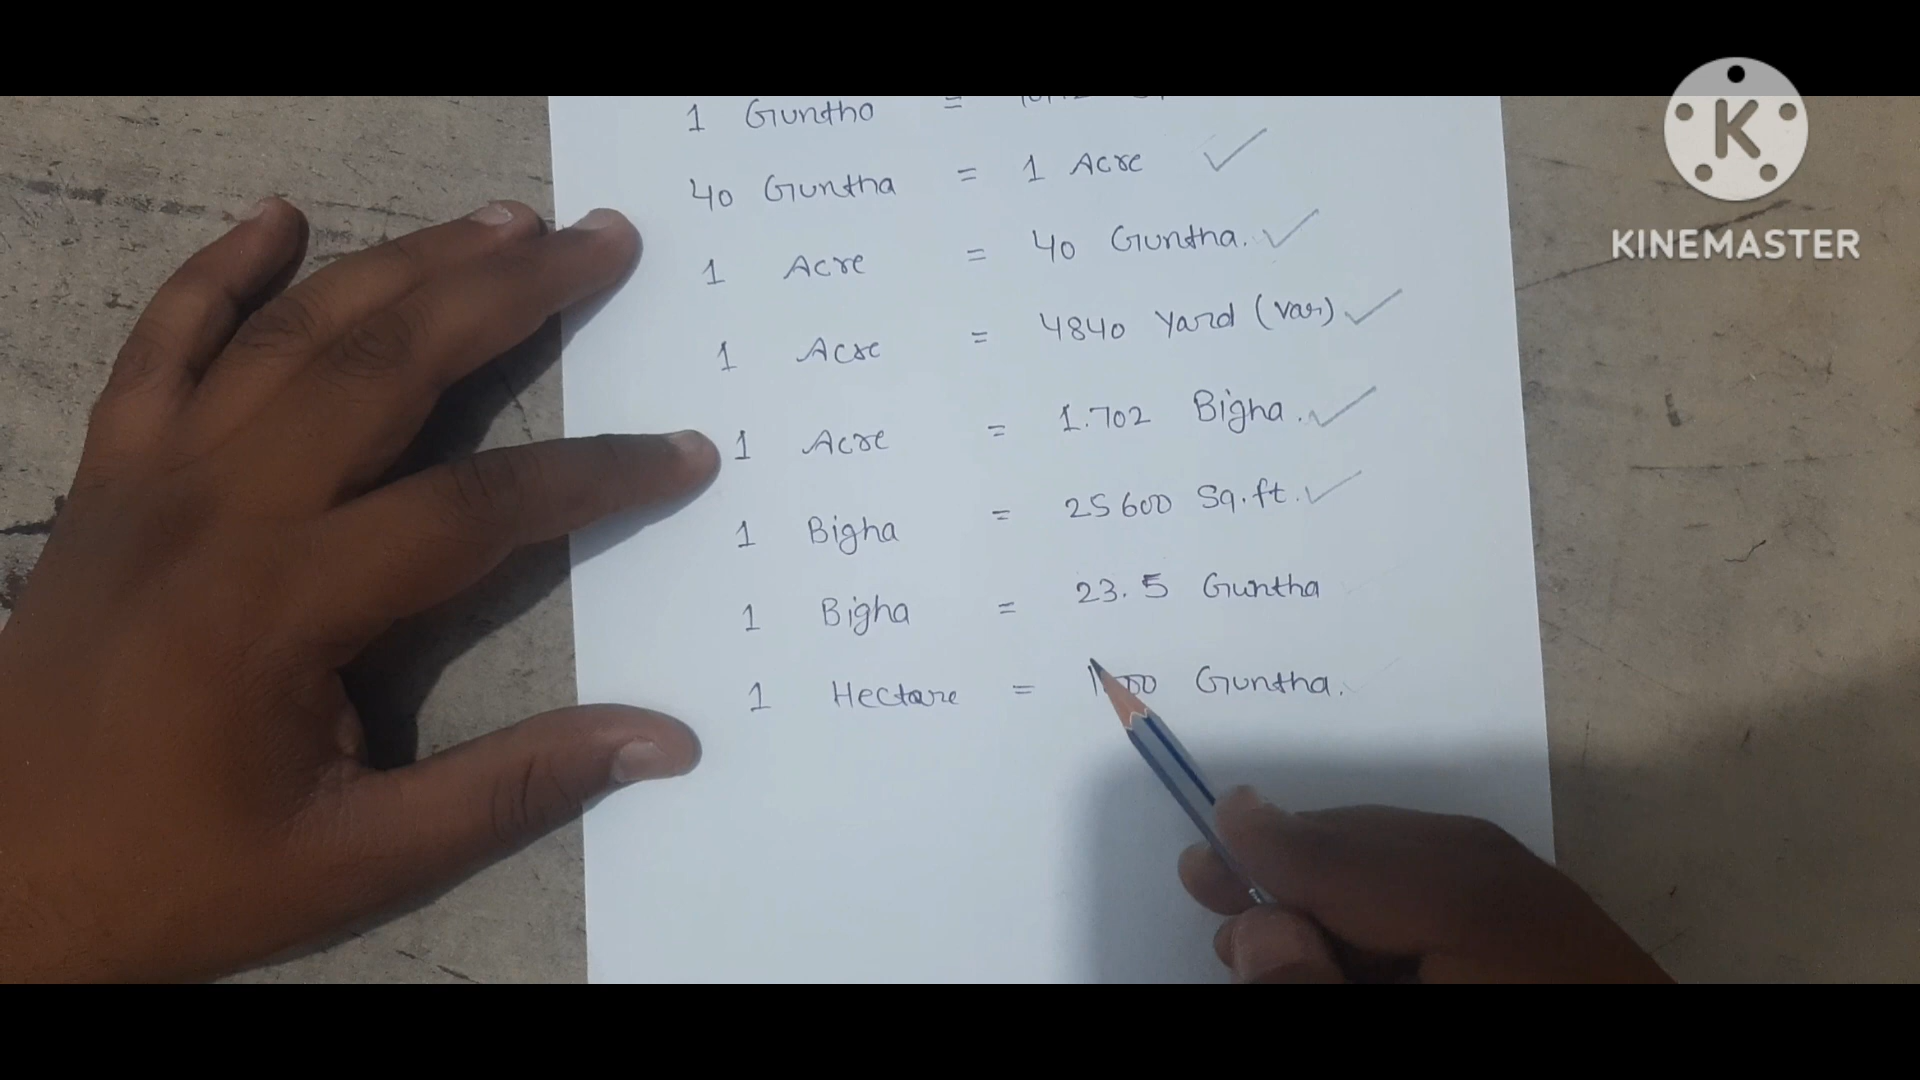 1 Guntha =
40 Guntha = 1 Acre
1 Acre = 40 Guntha.
1 Acre = 4840 Yard (var)
1 Acre = 1.702 Bigha.
1 Bigha = 25600 Sq.ft.
1 Bigha = 23.5 Guntha
1 Hectare = Guntha.
K
KINEMASTER